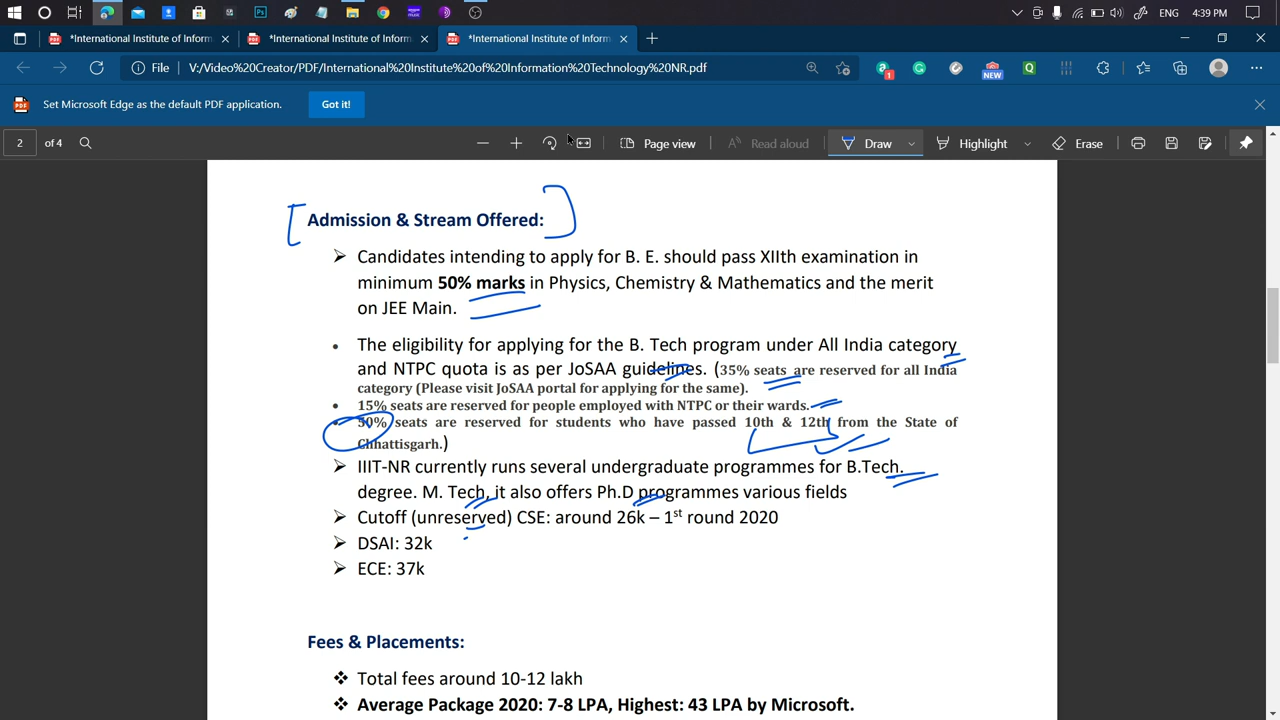 ENG 4:39 PM
*International Institute of Inform. *International Institute of Inform. *International Institute of Inform.
File V:/Video%20Creator/PDF/International%20Institute%20of%20Information%20Technology%20NR.pdf 1 NEW
Set Microsoft Edge as the default PDF application. Got it!
2 of 4 Page view Read aloud Draw Highlight Erase
Admission & Stream Offered:
Candidates intending to apply for B. E. should pass XIIth examination in
minimum 50% marks in Physics, Chemistry & Mathematics and the merit
on JEE Main.
The eligibility for applying for the B. Tech program under All India category
and NTPC quota is as per JoSAA guidelines. (35% seats are reserved for all India
category (Please visit JoSAA portal for applying for the same).
15% seats are reserved for people employed with NTPC or their wards.
50% seats are reserved for students who have passed 10th & 12th from the State of
Chhattisgarh.)
IIIT-NR currently runs several undergraduate programmes for B.Tech.
degree. M. Tech, it also offers Ph.D programmes various fields
Cutoff (unreserved) CSE: around 26k – 1st round 2020
DSAI: 32k
ECE: 37k
Fees & Placements:
Total fees around 10-12 lakh
Average Package 2020: 7-8 LPA, Highest: 43 LPA by Microsoft.